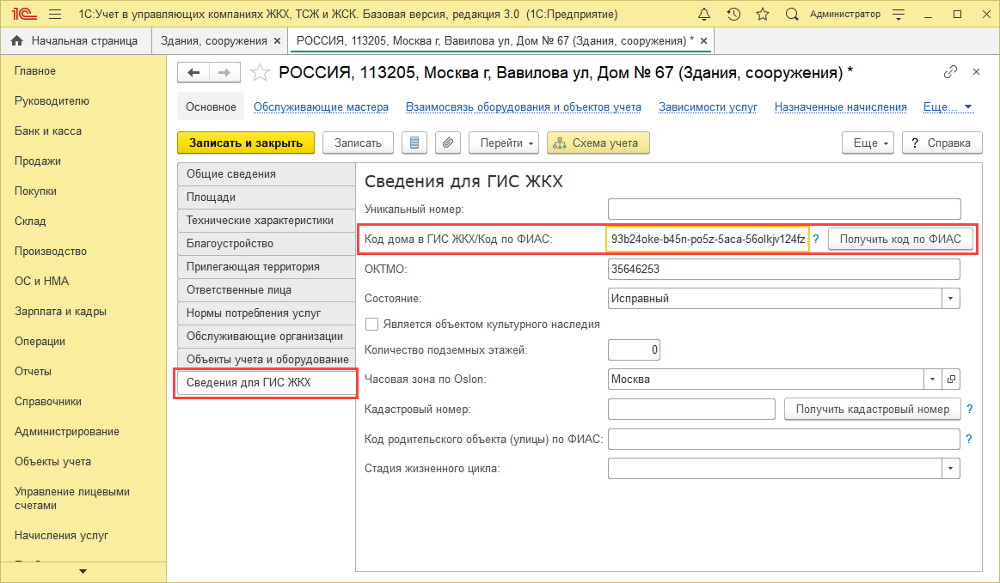 1С:Учет в управляющих компаниях ЖКХ, ТСЖ и ЖСК. Базовая версия, редакция 3.0 (1С:Предприятие) Администратор
Начальная страница Здания, сооружения × РОССИЯ, 113205, Москва г, Вавилова ул, Дом № 67 (Здания, сооружения) * ×
Главное
Руководителю
Банк и касса
Продажи
Покупки
Склад
Производство
ОС и НМА
Зарплата и кадры
Операции
Отчеты
Справочники
Администрирование
Объекты учета
Управление лицевыми
счетами
Начисления услуг
РОССИЯ, 113205, Москва г, Вавилова ул, Дом № 67 (Здания, сооружения) *
Основное Обслуживающие мастера Взаимосвязь оборудования и объектов учета Зависимости услуг Назначенные начисления Еще...
Записать и закрыть Записать Перейти Схема учета Еще ? Справка
Общие сведения
Площади
Технические характеристики
Благоустройство
Прилегающая территория
Ответственные лица
Нормы потребления услуг
Обслуживающие организации
Объекты учета и оборудование
Сведения для ГИС ЖКХ
Сведения для ГИС ЖКХ
Уникальный номер:
Код дома в ГИС ЖКХ/Код по ФИАС: 93b24oke-b45n-po5z-5aca-56olkjv124fz ? Получить код по ФИАС
ОКТМО: 35646253
Состояние: Исправный
Является объектом культурного наследия
Количество подземных этажей: 0
Часовая зона по Oslon: Москва
Кадастровый номер: Получить кадастровый номер ?
Код родительского объекта (улицы) по ФИАС: ?
Стадия жизненного цикла: